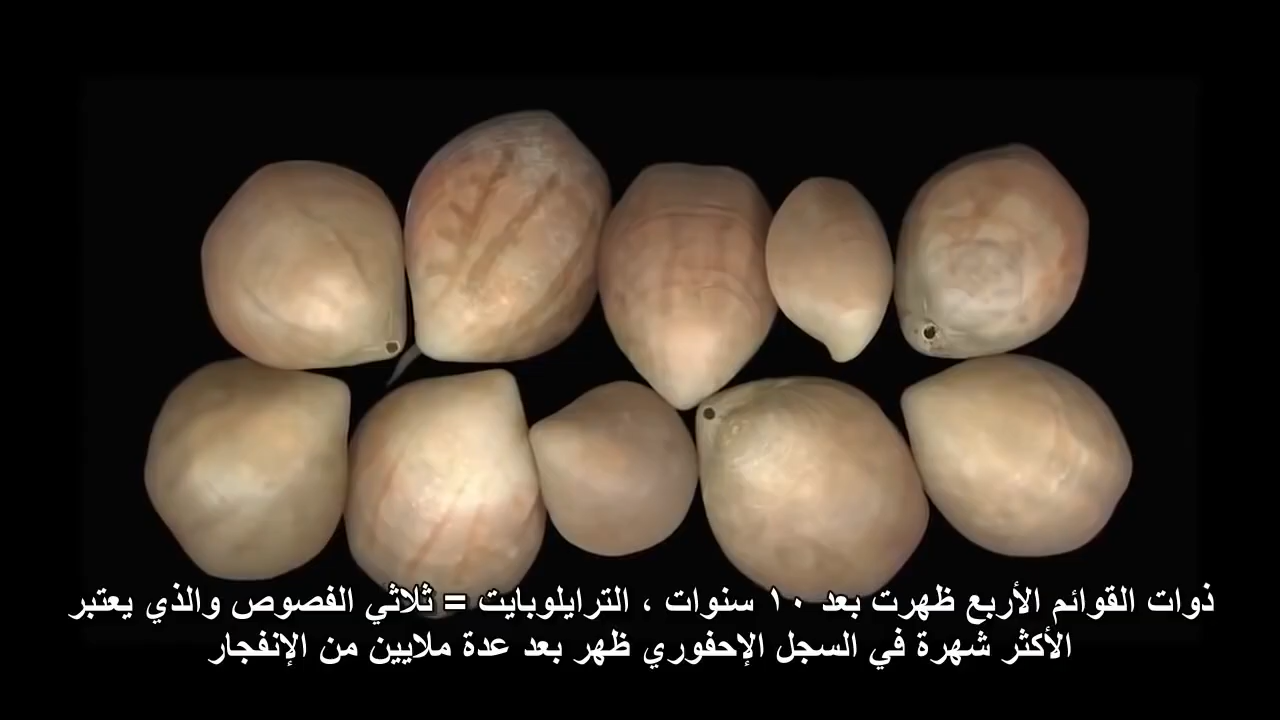 ذوات القوائم الأربع ظهرت بعد ١٠ سنوات ، الترايلوبايت = ثلاثي الفصوص والذي يعتبر
الأكثر شهرة في السجل الإحفوري ظهر بعد عدة ملايين من الإنفجار